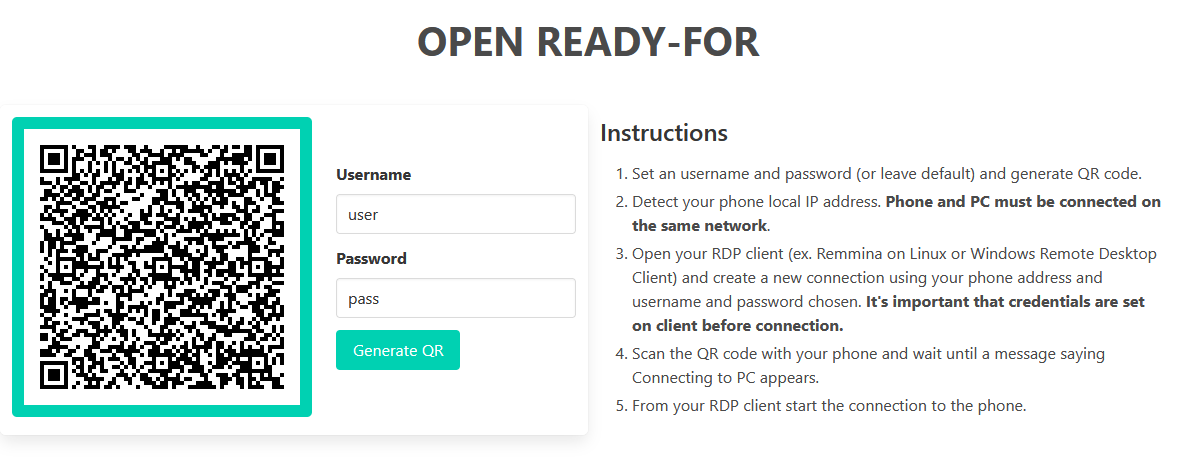 OPEN READY-FOR
Username
user
Password
pass
Generate QR
Instructions
1. Set an username and password (or leave default) and generate QR code.
2. Detect your phone local IP address. Phone and PC must be connected on
the same network.
3. Open your RDP client (ex. Remmina on Linux or Windows Remote Desktop
Client) and create a new connection using your phone address and
username and password chosen. It's important that credentials are set
on client before connection.
4. Scan the QR code with your phone and wait until a message saying
Connecting to PC appears.
5. From your RDP client start the connection to the phone.